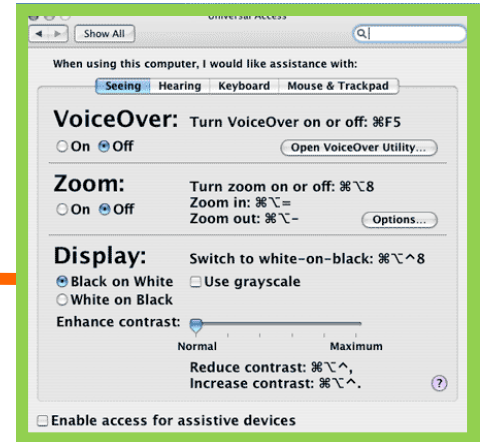 Universal Access
Show All
When using this computer, I would like assistance with:
Seeing Hearing Keyboard Mouse & Trackpad
VoiceOver: Turn VoiceOver on or off: ⌘F5
On Off Open VoiceOver Utility...
Zoom: Turn zoom on or off: ⌘⌥8
Zoom in: ⌘⌥=
On Off Zoom out: ⌘⌥-
Options...
Display: Switch to white-on-black: ⌘⌥^8
Black on White Use grayscale
White on Black
Enhance contrast:
Normal Maximum
Reduce contrast: ⌘⌥^,
Increase contrast: ⌘⌥^.
?
Enable access for assistive devices